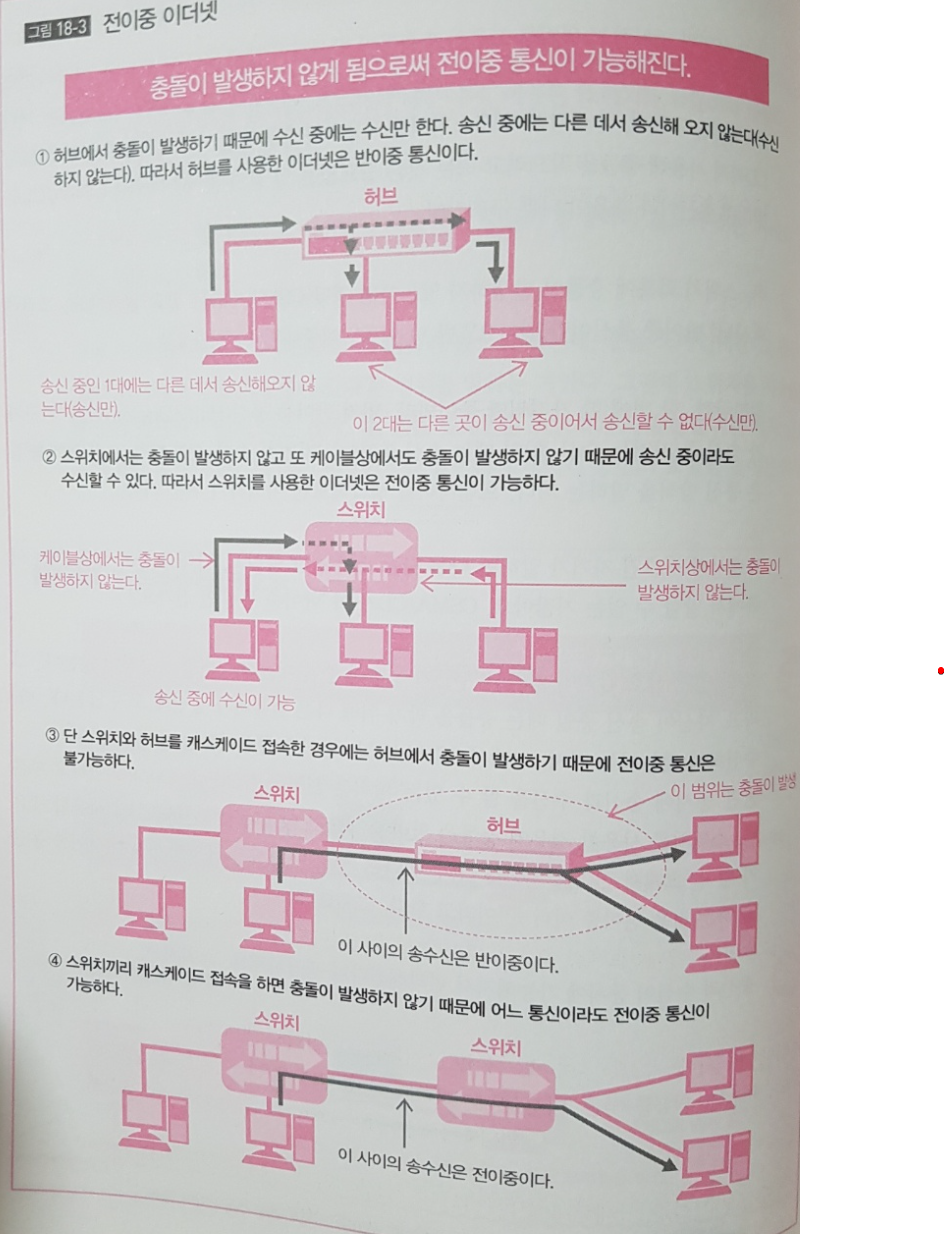 그림 18-3 전이중 이더넷
충돌이 발생하지 않게 됨으로써 전이중 통신이 가능해진다.
① 허브에서 충돌이 발생하기 때문에 수신 중에는 수신만 한다. 송신 중에는 다른 데서 송신해 오지 않는다(수신
하지 않는다). 따라서 허브를 사용한 이더넷은 반이중 통신이다.
허브
송신 중인 1대에는 다른 데서 송신해오지 않
는다(송신만).
이 2대는 다른 곳이 송신 중이어서 송신할 수 없다(수신만).
② 스위치에서는 충돌이 발생하지 않고 또 케이블상에서도 충돌이 발생하지 않기 때문에 송신 중이라도
수신할 수 있다. 따라서 스위치를 사용한 이더넷은 전이중 통신이 가능하다.
스위치
케이블상에서는 충돌이
발생하지 않는다.
스위치상에서는 충돌이
발생하지 않는다.
송신 중에 수신이 가능
③ 단 스위치와 허브를 캐스케이드 접속한 경우에는 허브에서 충돌이 발생하기 때문에 전이중 통신은
불가능하다.
이 범위는 충돌이 발생
스위치
허브
이 사이의 송수신은 반이중이다.
④ 스위치끼리 캐스케이드 접속을 하면 충돌이 발생하지 않기 때문에 어느 통신이라도 전이중 통신이
가능하다.
스위치
스위치
이 사이의 송수신은 전이중이다.